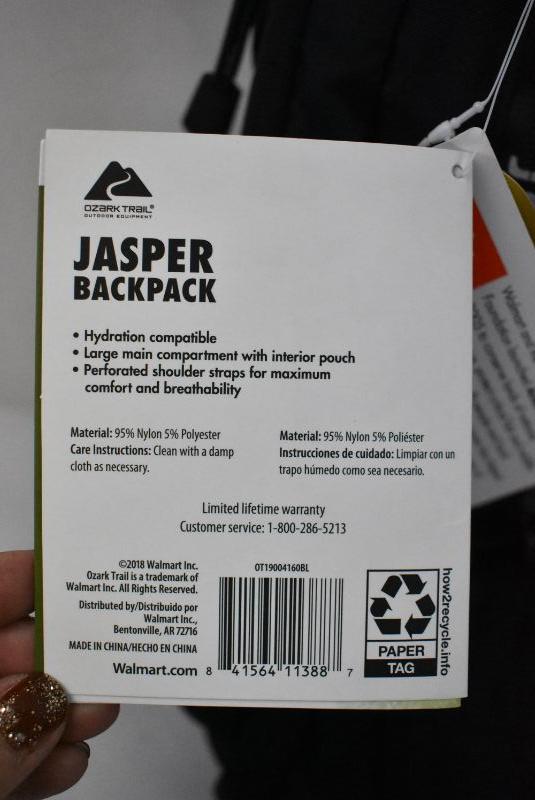 OZARK TRAIL®
OUTDOOR EQUIPMENT
JASPER
BACKPACK
• Hydration compatible
• Large main compartment with interior pouch
• Perforated shoulder straps for maximum
comfort and breathability
Material: 95% Nylon 5% Polyester
Care Instructions: Clean with a damp
cloth as necessary.
Material: 95% Nylon 5% Poliéster
Instrucciones de cuidado: Limpiar con un
trapo húmedo como sea necesario.
Limited lifetime warranty
Customer service: 1-800-286-5213
©2018 Walmart Inc.
Ozark Trail is a trademark of
Walmart Inc. All Rights Reserved.
Distributed by/Distribuido por
Walmart Inc.,
Bentonville, AR 72716
MADE IN CHINA/HECHO EN CHINA
Walmart.com
OT19004160BL
8 41564 11388 7
PAPER
TAG
how2recycle.info
Walmart and
Foundation